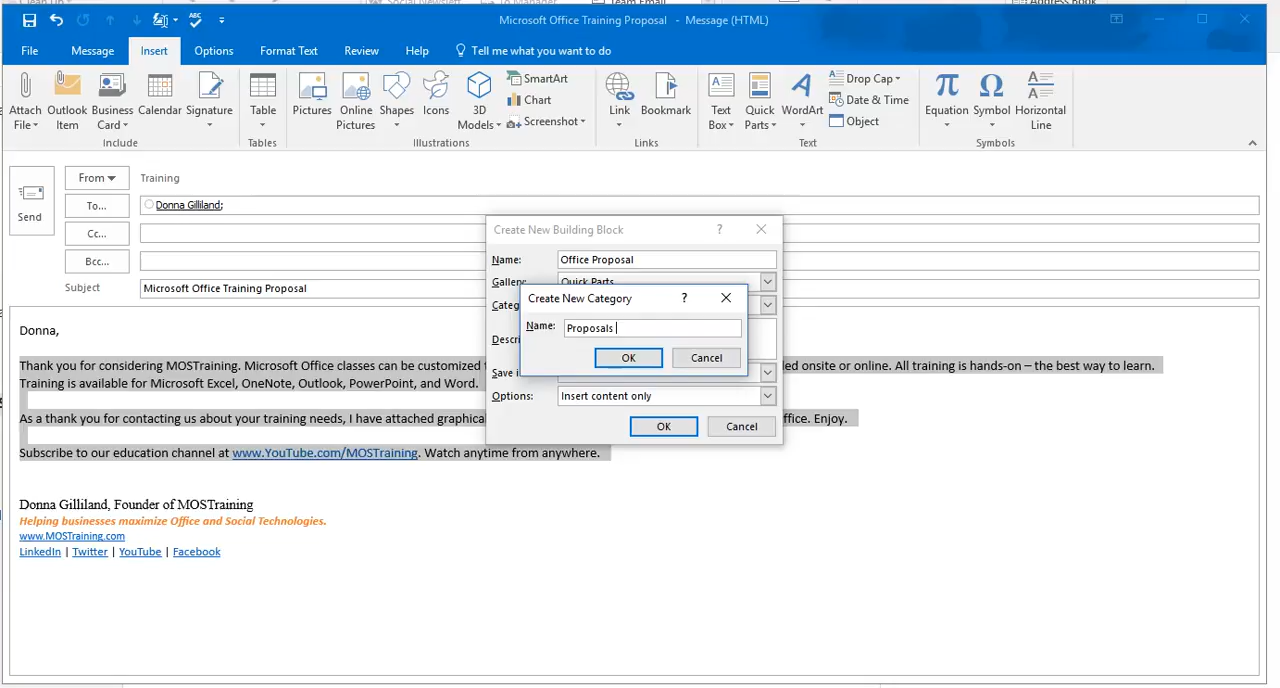 Microsoft Office Training Proposal - Message (HTML)
File Message Insert Options Format Text Review Help Tell me what you want to do
Attach File
Outlook Item
Business Card
Calendar
Signature
Include
Table
Tables
Pictures
Online Pictures
Shapes
Icons
3D Models
SmartArt
Chart
Screenshot
Illustrations
Link
Bookmark
Links
Text Box
Quick Parts
WordArt
Drop Cap
Date & Time
Object
Text
Equation
Symbol
Horizontal Line
Symbols
Send
From Training
To... Donna Gilliland;
Cc...
Bcc...
Subject Microsoft Office Training Proposal
Create New Building Block ?
Name: Office Proposal
Gallery: Quick Parts
Categ
Descri
Save i
Options: Insert content only
OK Cancel
Create New Category ?
Name: Proposals
OK Cancel
Donna,
Thank you for considering MOSTraining. Microsoft Office classes can be customized t ed onsite or online. All training is hands-on – the best way to learn.
Training is available for Microsoft Excel, OneNote, Outlook, PowerPoint, and Word.
As a thank you for contacting us about your training needs, I have attached graphical ffice. Enjoy.
Subscribe to our education channel at www.YouTube.com/MOSTraining. Watch anytime from anywhere.
Donna Gilliland, Founder of MOSTraining
Helping businesses maximize Office and Social Technologies.
www.MOSTraining.com
LinkedIn | Twitter | YouTube | Facebook